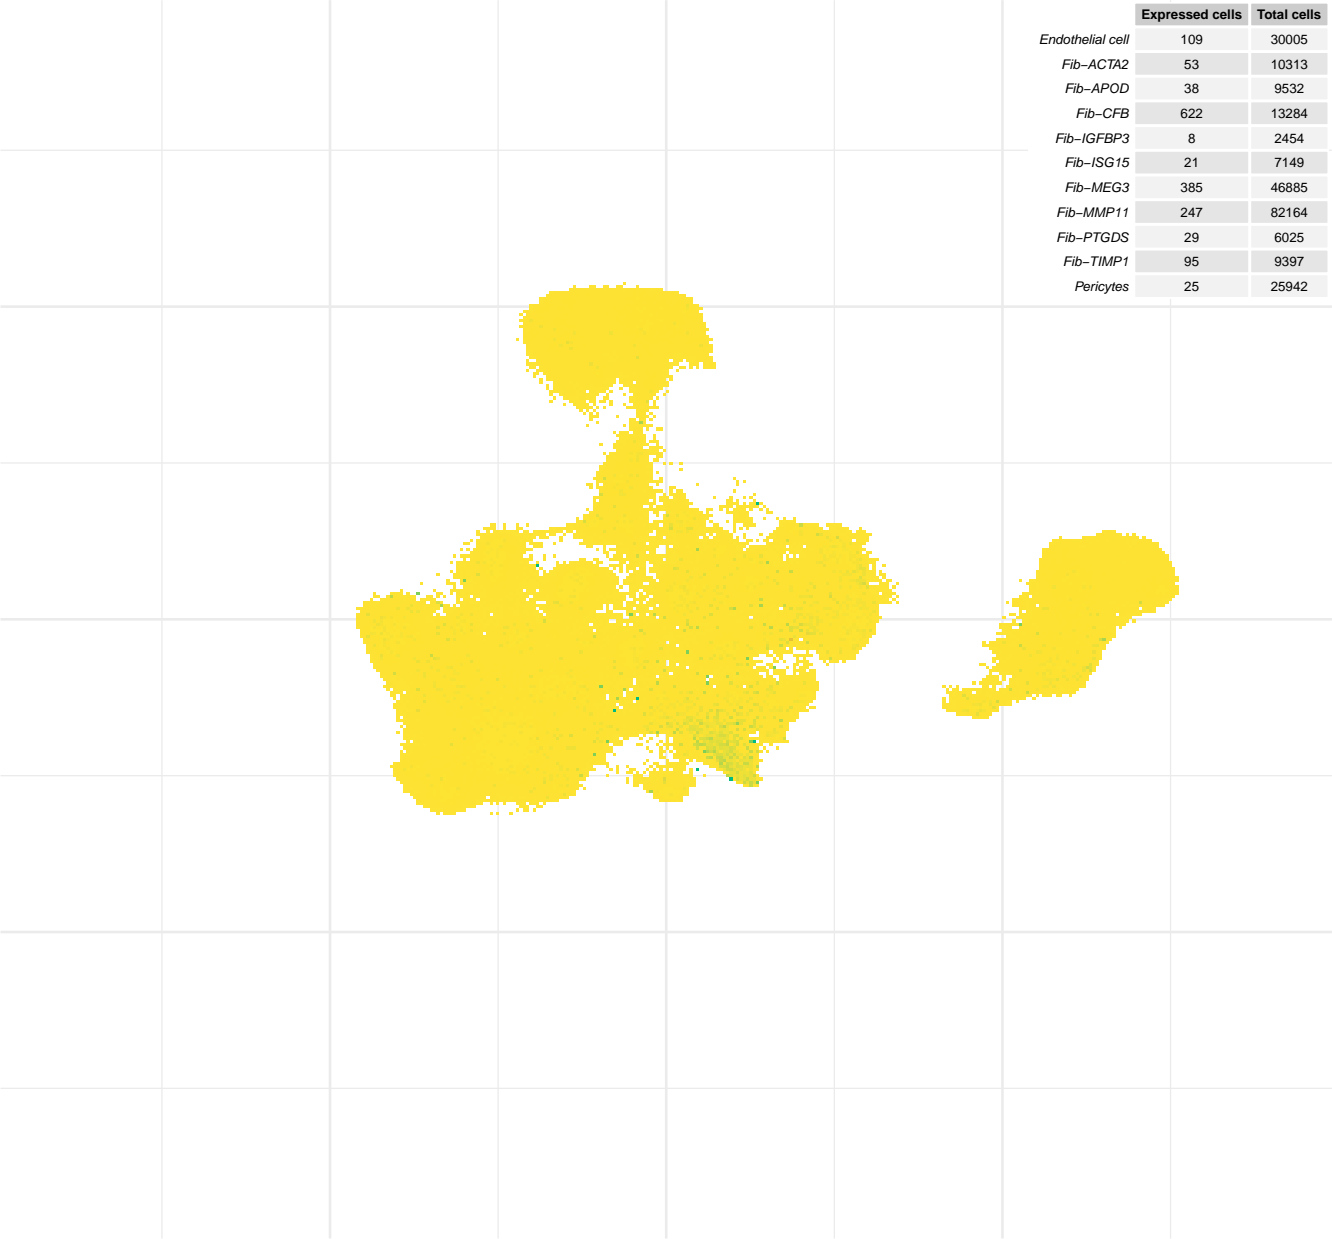 Expressed cells Total cells
Endothelial cell 109 30005
Fib−ACTA2 53 10313
Fib−APOD 38 9532
Fib−CFB 622 13284
Fib−IGFBP3 8 2454
Fib−ISG15 21 7149
Fib−MEG3 385 46885
Fib−MMP11 247 82164
Fib−PTGDS 29 6025
Fib−TIMP1 95 9397
Pericytes 25 25942